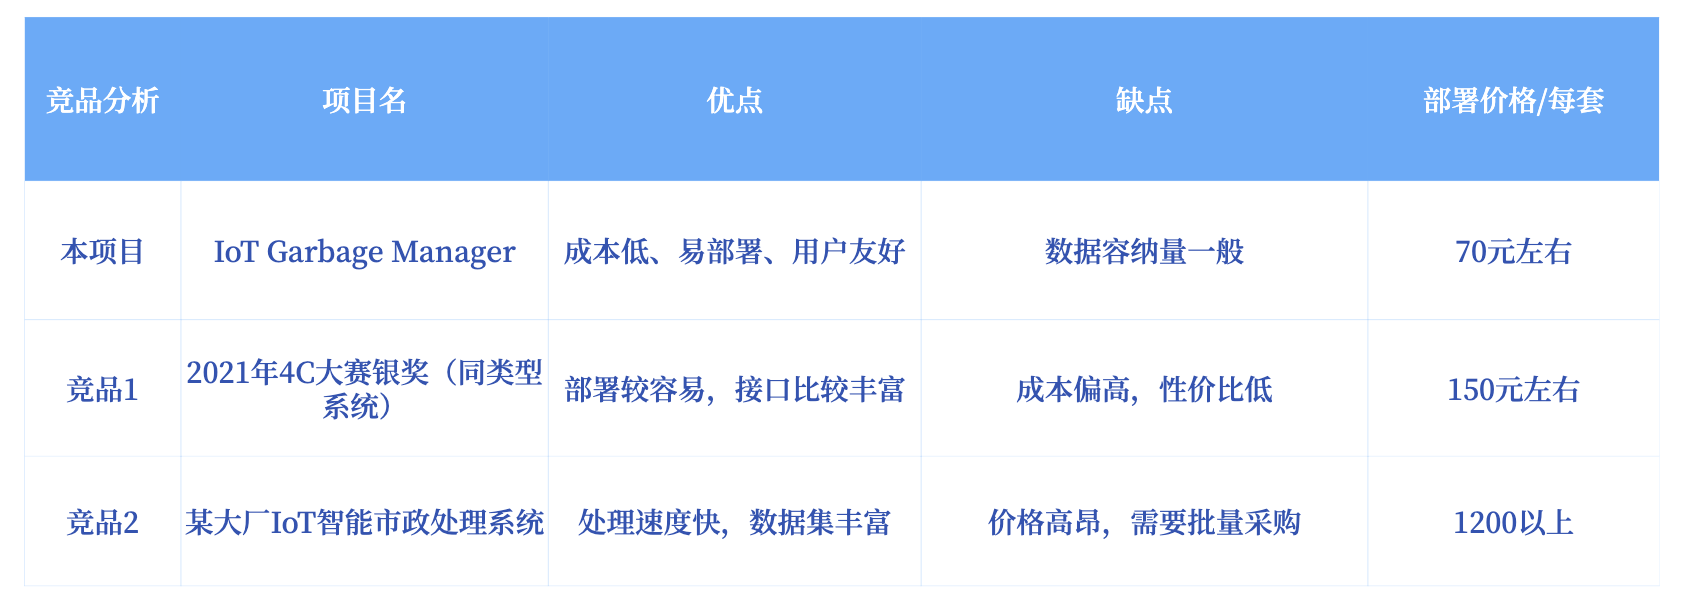 竞品分析
项目名
优点
缺点
部署价格/每套
本项目
IoT Garbage Manager
成本低、易部署、用户友好
数据容纳量一般
70元左右
竞品1
2021年4C大赛银奖（同类型
系统）
部署较容易，接口比较丰富
成本偏高，性价比低
150元左右
竞品2
某大厂IoT智能市政处理系统
处理速度快，数据集丰富
价格高昂，需要批量采购
1200以上